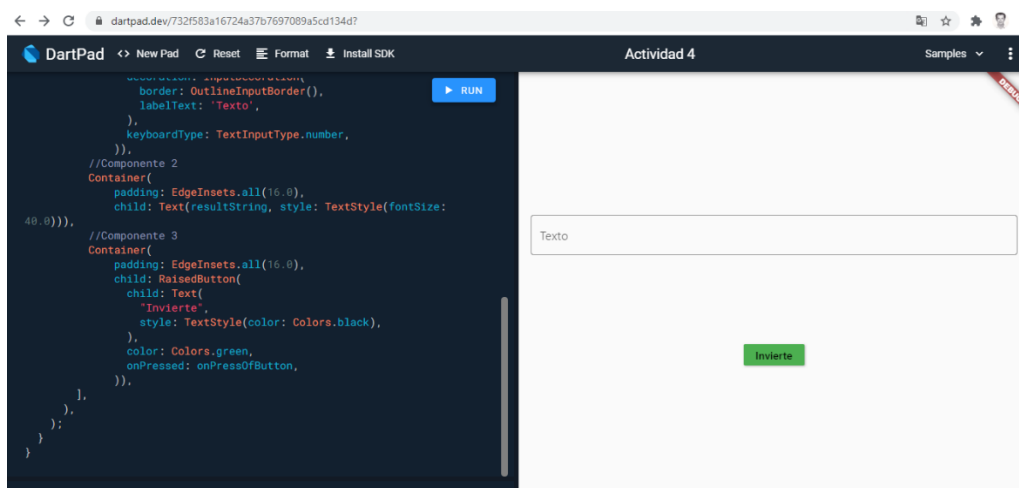 dartpad.dev/732f583a16724a37b7697089a5cd134d?
DartPad <> New Pad Reset Format Install SDK Actividad 4 Samples
decoration: InputDecoration(
border: OutlineInputBorder(),
labelText: 'Texto',
),
keyboardType: TextInputType.number,
)),
//Componente 2
Container(
padding: EdgeInsets.all(16.0),
child: Text(resultString, style: TextStyle(fontSize:
40.0))),
//Componente 3
Container(
padding: EdgeInsets.all(16.0),
child: RaisedButton(
child: Text(
"Invierte",
style: TextStyle(color: Colors.black),
),
color: Colors.green,
onPressed: onPressOfButton,
)),
],
),
);
}
}
RUN
DEBUG
Texto
Invierte